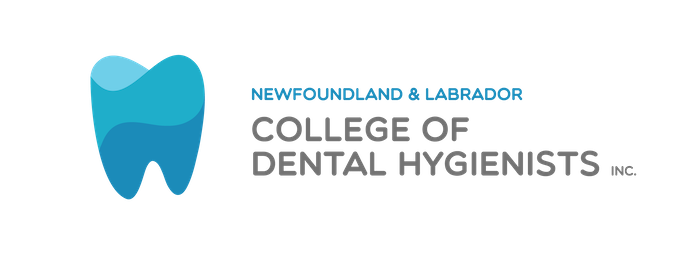 NEWFOUNDLAND & LABRADOR
COLLEGE OF
DENTAL HYGIENISTS INC.